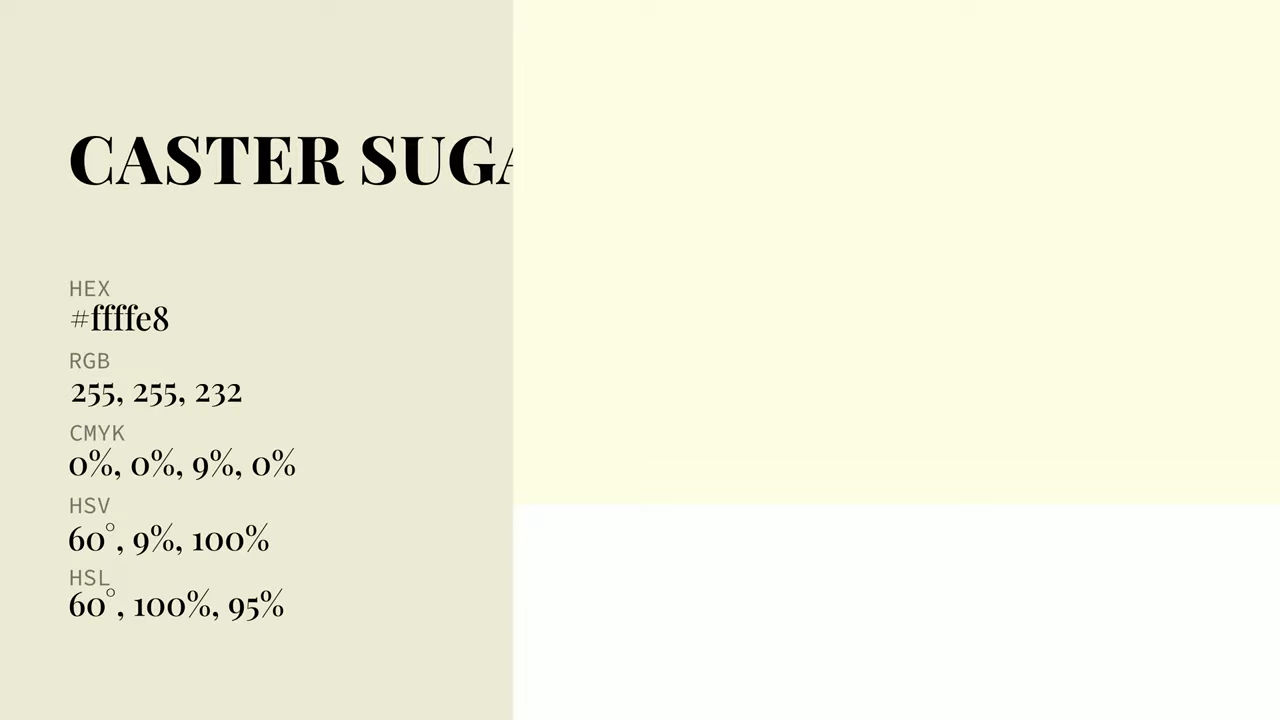 CASTER SUGA
HEX
#ffffe8
RGB
255, 255, 232
CMYK
0%, 0%, 9%, 0%
HSV
60°, 9%, 100%
HSL
60°, 100%, 95%